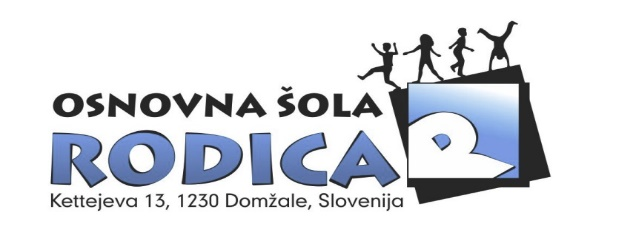 OSNOVNA ŠOLA
RODICA
R
Kettejeva 13, 1230 Domžale, Slovenija